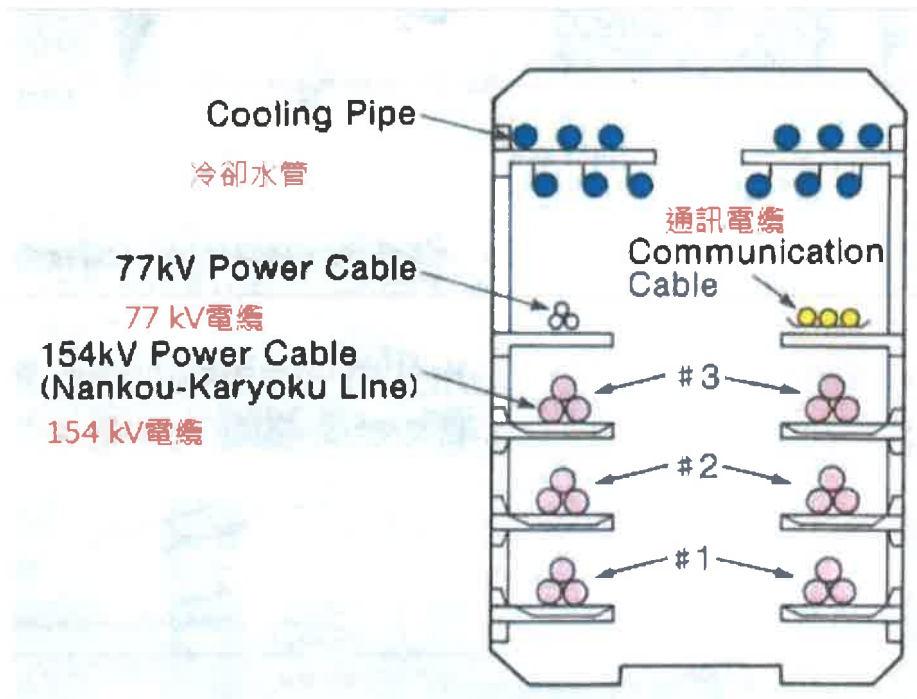 Cooling Pipe
冷卻水管
通訊電纜
Communication
Cable
77kV Power Cable
77 kV電纜
154kV Power Cable
(Nankou-Karyoku Line)
154 kV電纜
#3
#2
#1